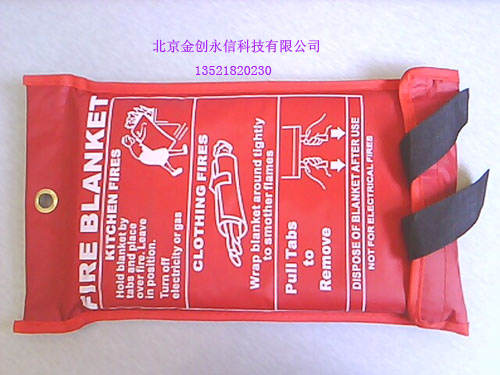 北京金创永信科技有限公司
13521820230
FIRE BLANKET
KITCHEN FIRES
Hold blanket by
tabs and place
over fire. Leave
in position.
Turn off
electricity or gas
CLOTHING FIRES
Wrap blanket around tightly
to smother flames
Pull Tabs
to
Remove
DISPOSE OF BLANKET AFTER USE
NOT FOR ELECTRICAL FIRES